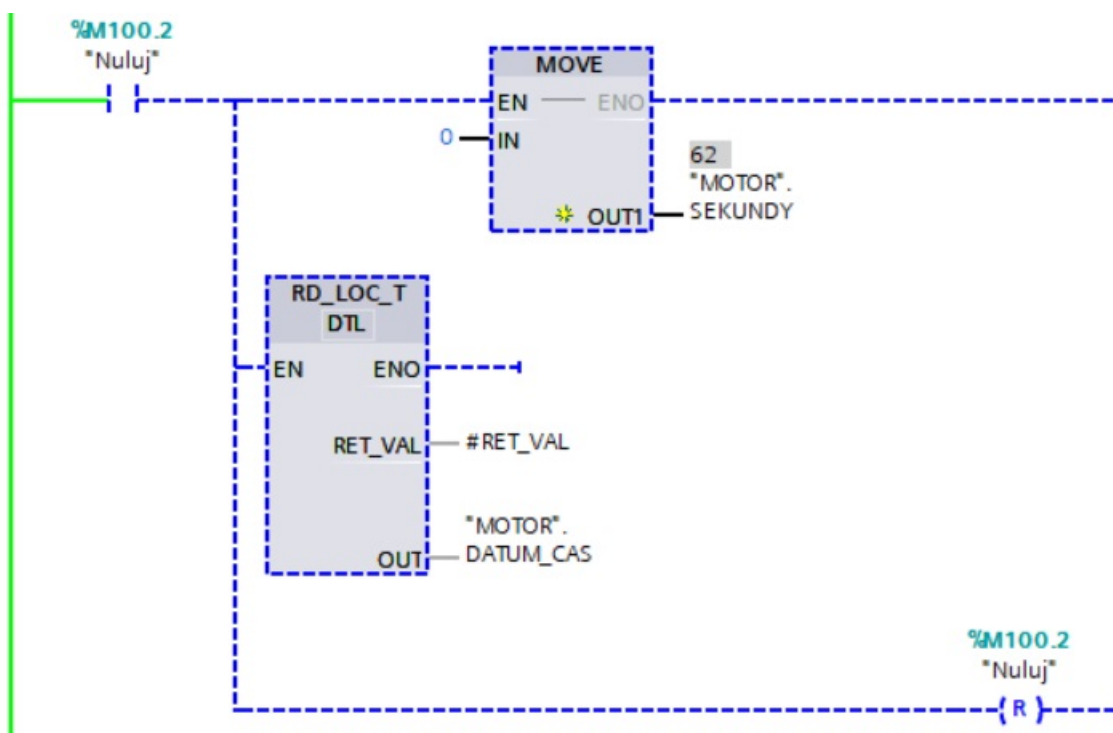 %M100.2
"Nuluj"
MOVE
EN ENO
0 IN
62
"MOTOR".
OUT1 SEKUNDY
RD_LOC_T
DTL
EN ENO
RET_VAL #RET_VAL
"MOTOR".
OUT DATUM_CAS
%M100.2
"Nuluj"
( R )